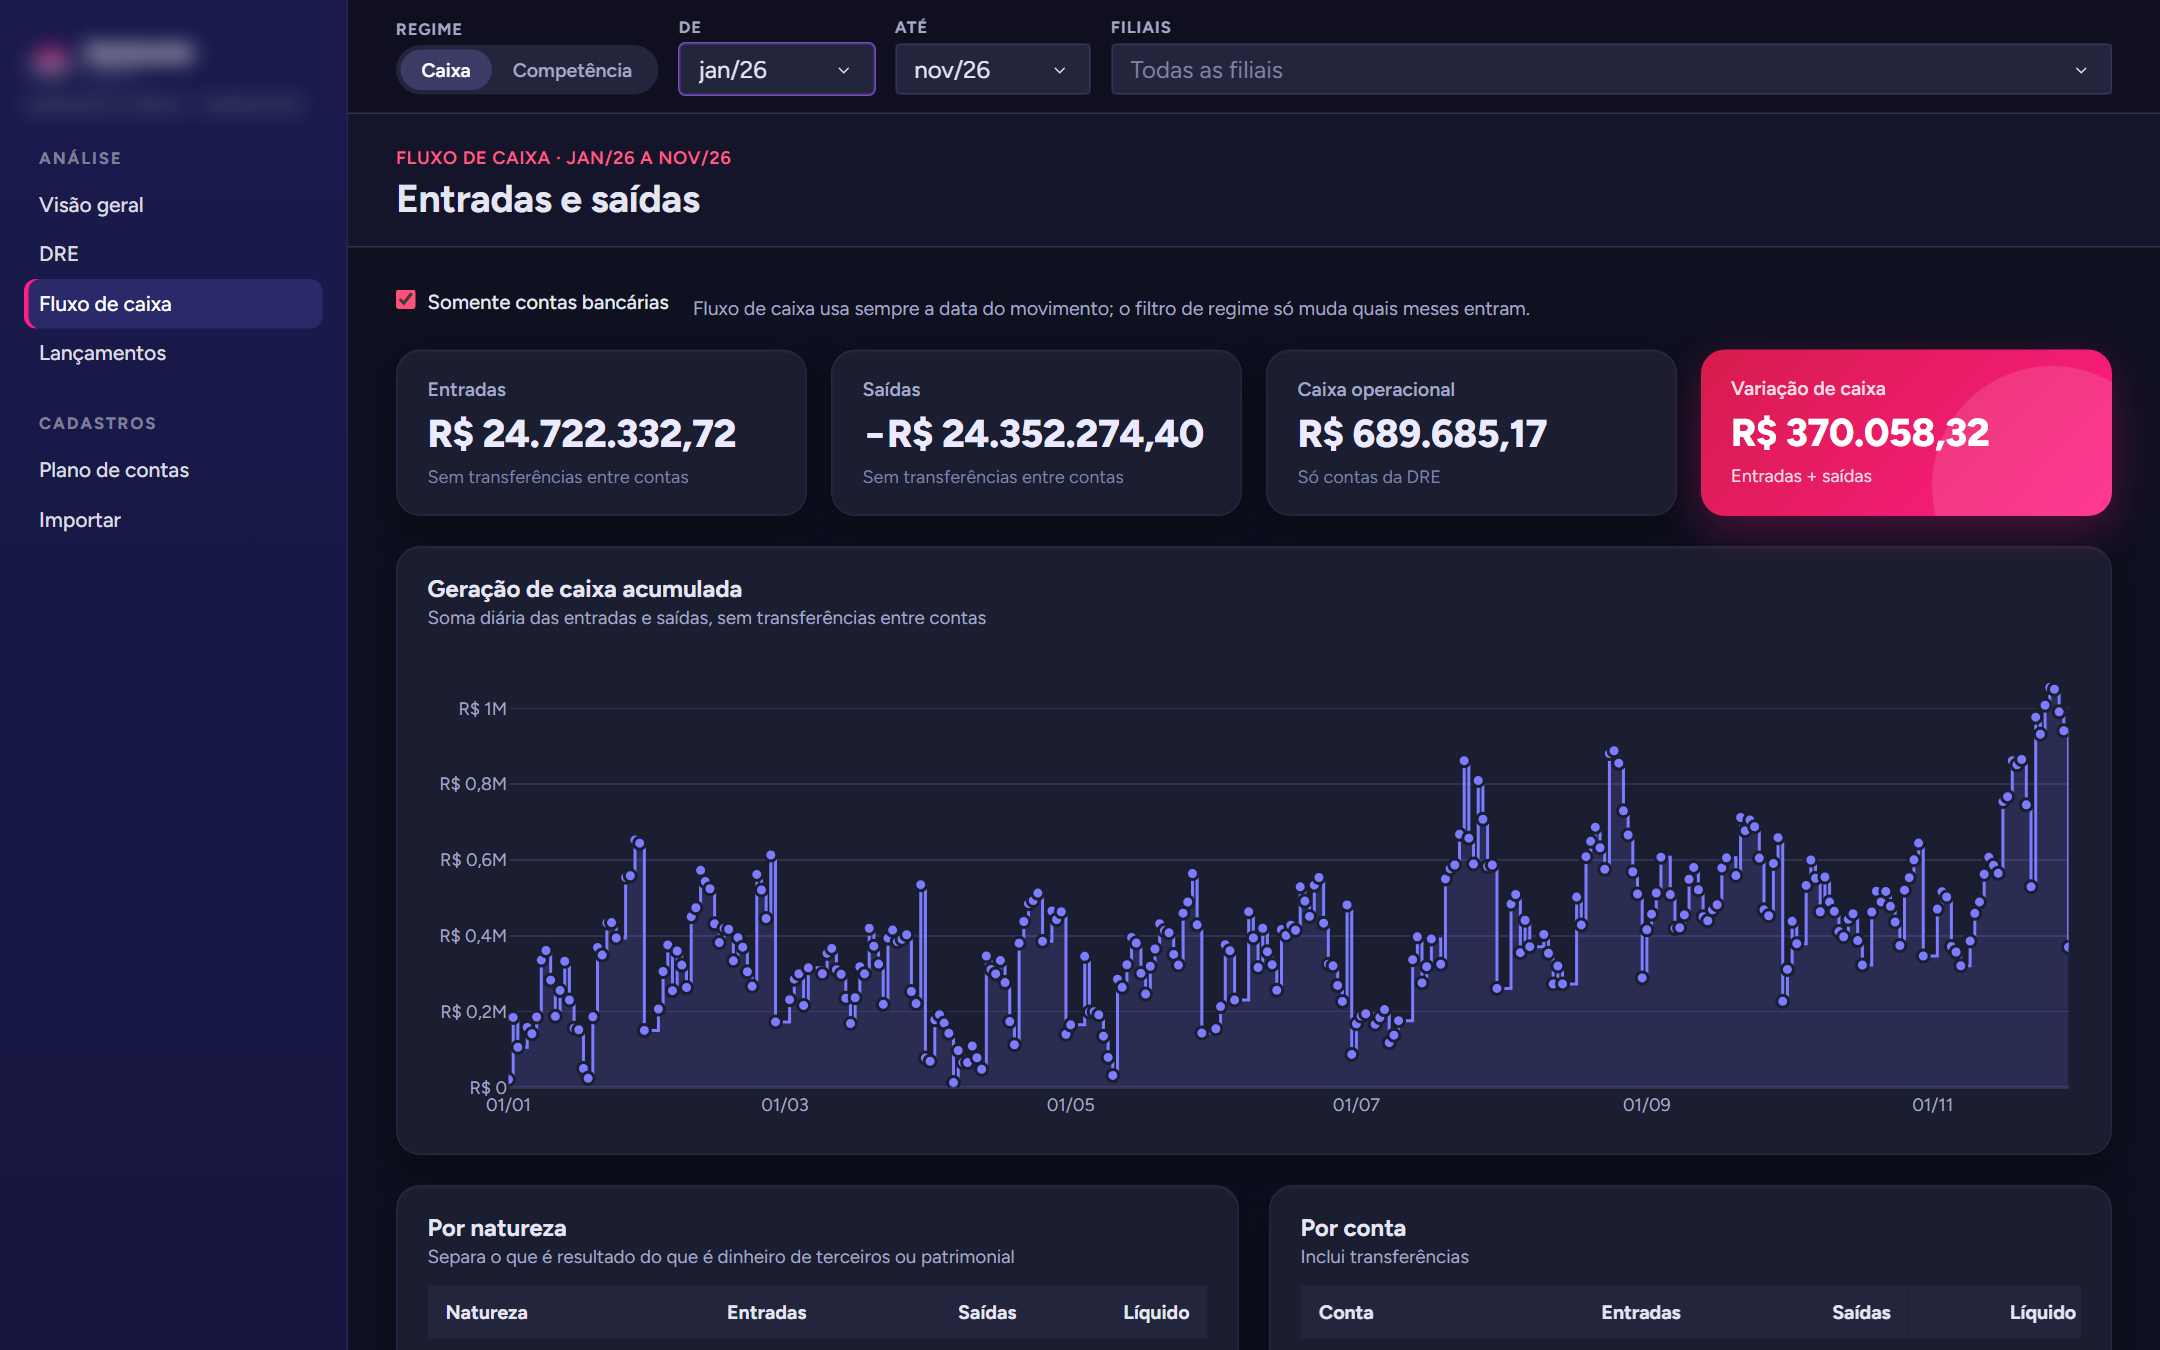 REGIME
DE
ATÉ
FILIAIS
Caixa
Competência
jan/26
nov/26
Todas as filiais
ANÁLISE
Visão geral
DRE
Fluxo de caixa
Lançamentos
CADASTROS
Plano de contas
Importar
FLUXO DE CAIXA · JAN/26 A NOV/26
Entradas e saídas
Somente contas bancárias
Fluxo de caixa usa sempre a data do movimento; o filtro de regime só muda quais meses entram.
Entradas
R$ 24.722.332,72
Sem transferências entre contas
Saídas
-R$ 24.352.274,40
Sem transferências entre contas
Caixa operacional
R$ 689.685,17
Só contas da DRE
Variação de caixa
R$ 370.058,32
Entradas + saídas
Geração de caixa acumulada
Soma diária das entradas e saídas, sem transferências entre contas
R$ 1M
R$ 0,8M
R$ 0,6M
R$ 0,4M
R$ 0,2M
R$ 0
01/01
01/03
01/05
01/07
01/09
01/11
Por natureza
Separa o que é resultado do que é dinheiro de terceiros ou patrimonial
Natureza
Entradas
Saídas
Líquido
Por conta
Inclui transferências
Conta
Entradas
Saídas
Líquido